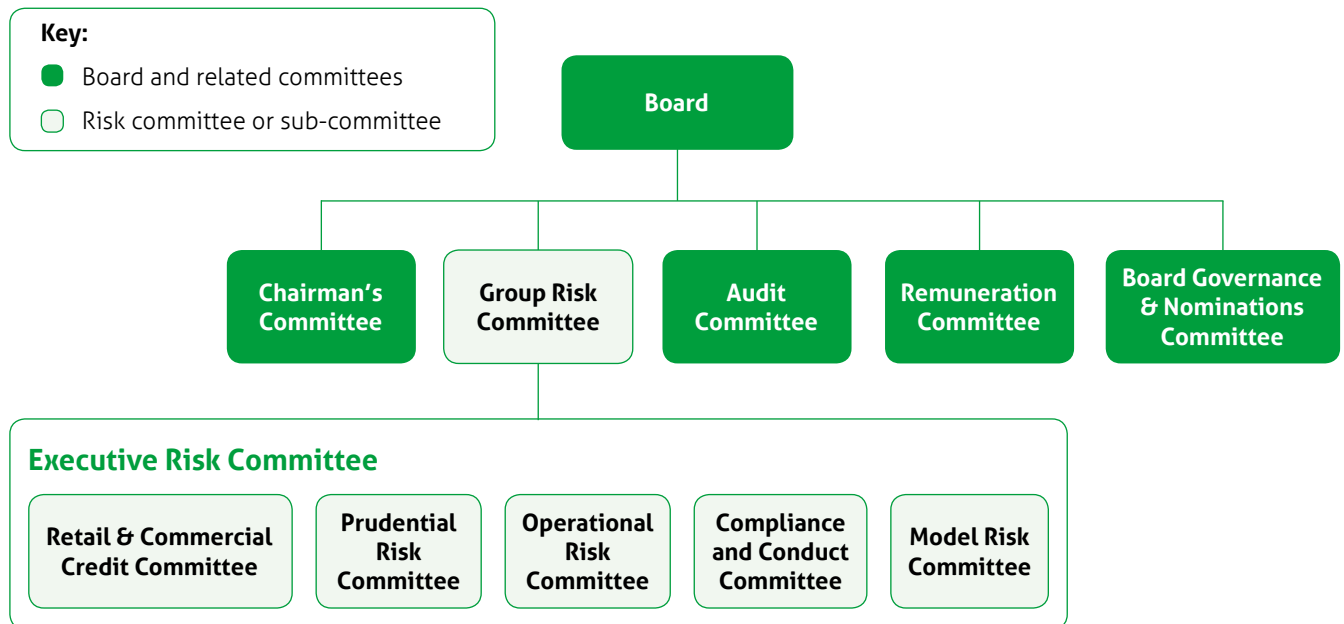 Key:
Board and related committees
Risk committee or sub-committee
Board
Chairman’s
Committee
Group Risk
Committee
Audit
Committee
Remuneration
Committee
Board Governance
& Nominations
Committee
Executive Risk Committee
Retail & Commercial
Credit Committee
Prudential
Risk
Committee
Operational
Risk
Committee
Compliance
and Conduct
Committee
Model Risk
Committee